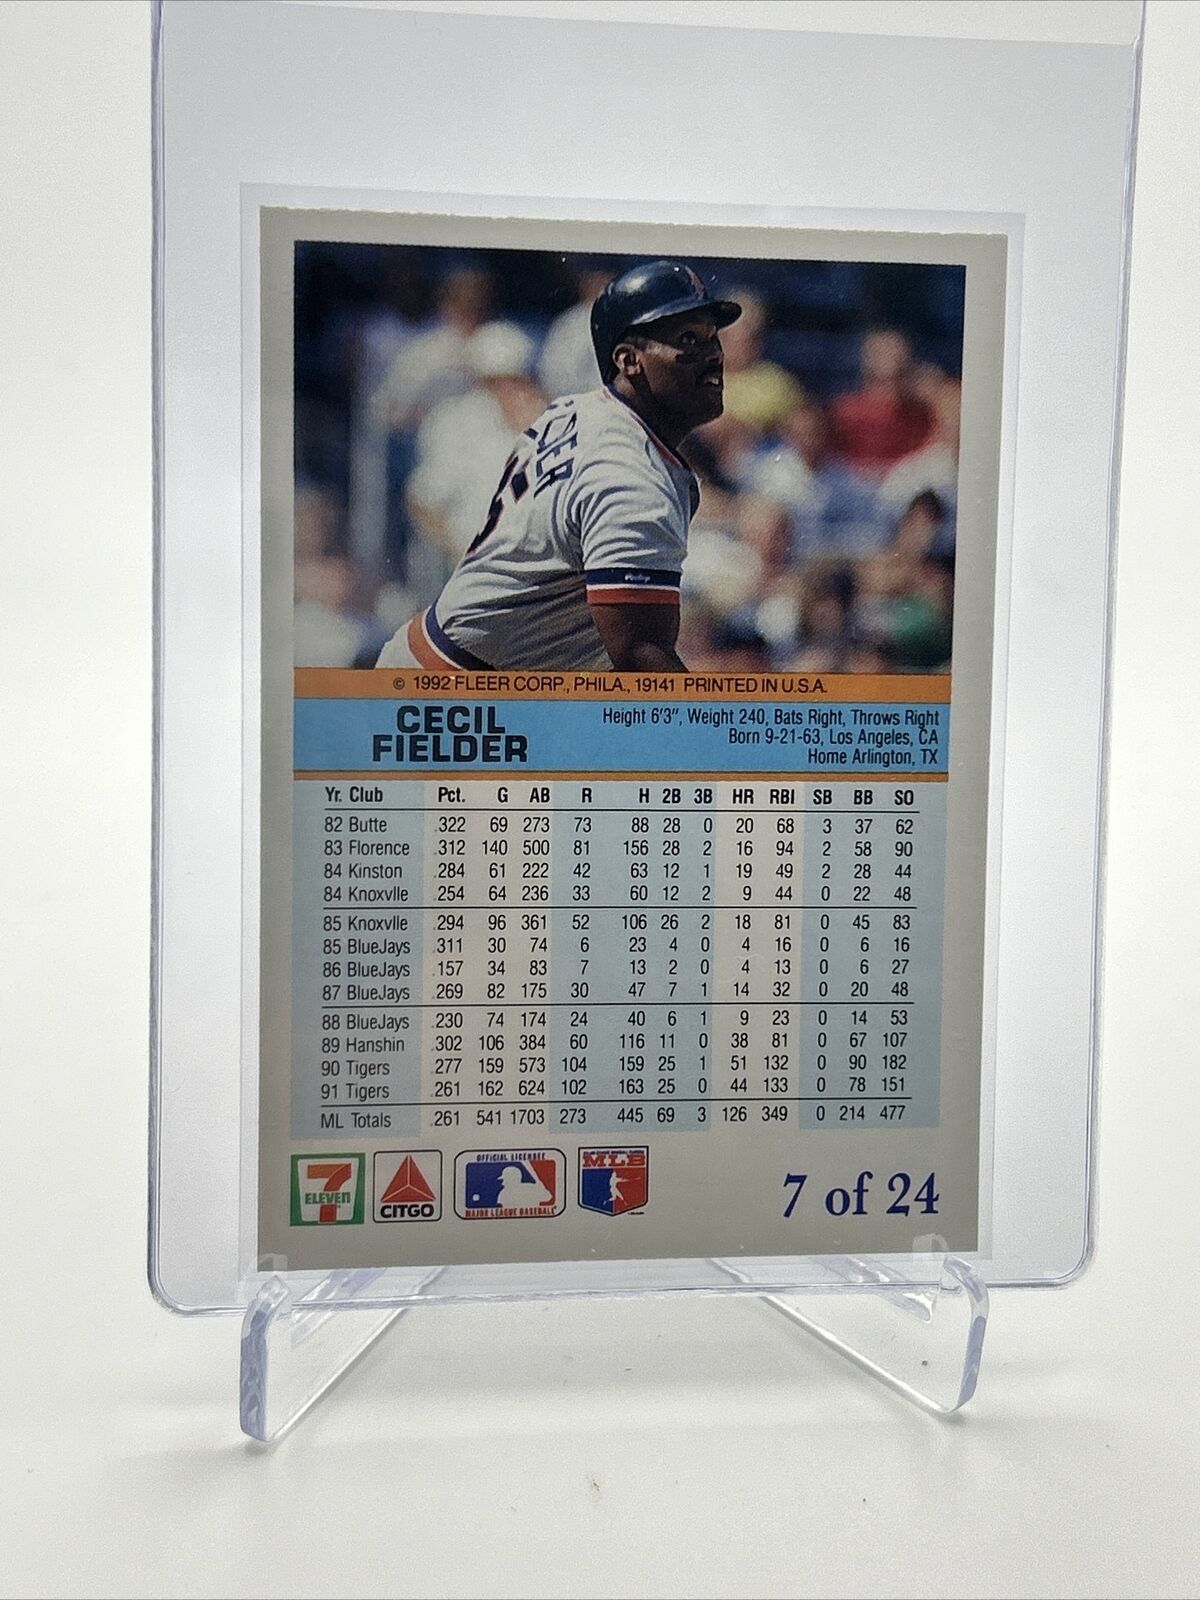 © 1992 FLEER CORP., PHILA., 19141 PRINTED IN U.S.A.
CECIL
FIELDER
Height 6'3", Weight 240, Bats Right, Throws Right
Born 9-21-63, Los Angeles, CA
Home Arlington, TX
Yr. Club Pct. G AB R H 2B 3B HR RBI SB BB SO
82 Butte .322 69 273 73 88 28 0 20 68 3 37 62
83 Florence .312 140 500 81 156 28 2 16 94 2 58 90
84 Kinston .284 61 222 42 63 12 1 19 49 2 28 44
84 Knoxvlle .254 64 236 33 60 12 2 9 44 0 22 48
85 Knoxvlle .294 96 361 52 106 26 2 18 81 0 45 83
85 BlueJays .311 30 74 6 23 4 0 4 16 0 6 16
86 BlueJays .157 34 83 7 13 2 0 4 13 0 6 27
87 BlueJays .269 82 175 30 47 7 1 14 32 0 20 48
88 BlueJays .230 74 174 24 40 6 1 9 23 0 14 53
89 Hanshin .302 106 384 60 116 11 0 38 81 0 67 107
90 Tigers .277 159 573 104 159 25 1 51 132 0 90 182
91 Tigers .261 162 624 102 163 25 0 44 133 0 78 151
ML Totals .261 541 1703 273 445 69 3 126 349 0 214 477
7 ELEVEN
CITGO
OFFICIAL LICENSEE
MAJOR LEAGUE BASEBALL
MLB
7 of 24